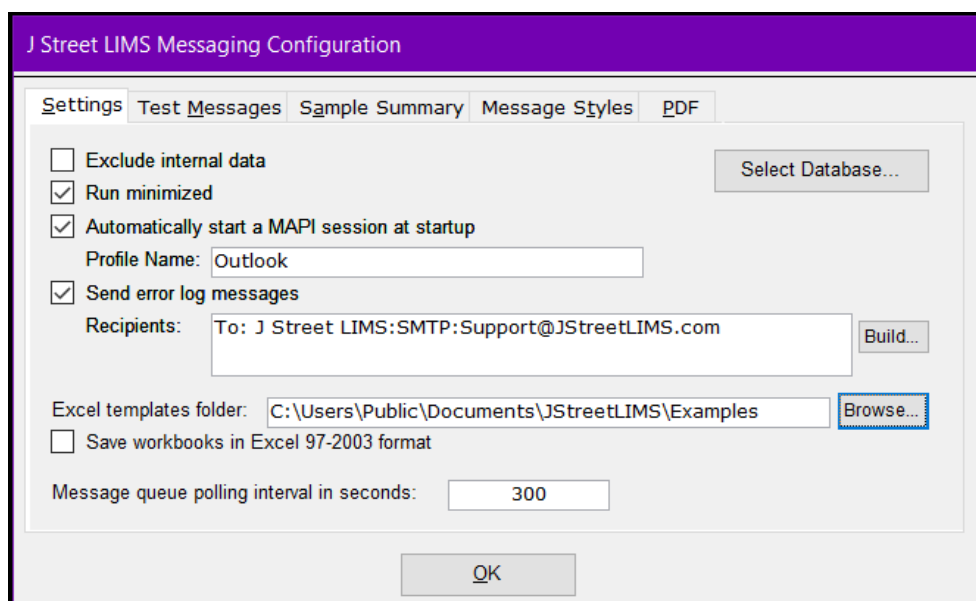 J Street LIMS Messaging Configuration
Settings Test Messages Sample Summary Message Styles PDF
Exclude internal data
Select Database...
Run minimized
Automatically start a MAPI session at startup
Profile Name: Outlook
Send error log messages
Recipients: To: J Street LIMS:SMTP:Support@JStreetLIMS.com
Build...
Excel templates folder: C:\Users\Public\Documents\JStreetLIMS\Examples Browse...
Save workbooks in Excel 97-2003 format
Message queue polling interval in seconds: 300
OK